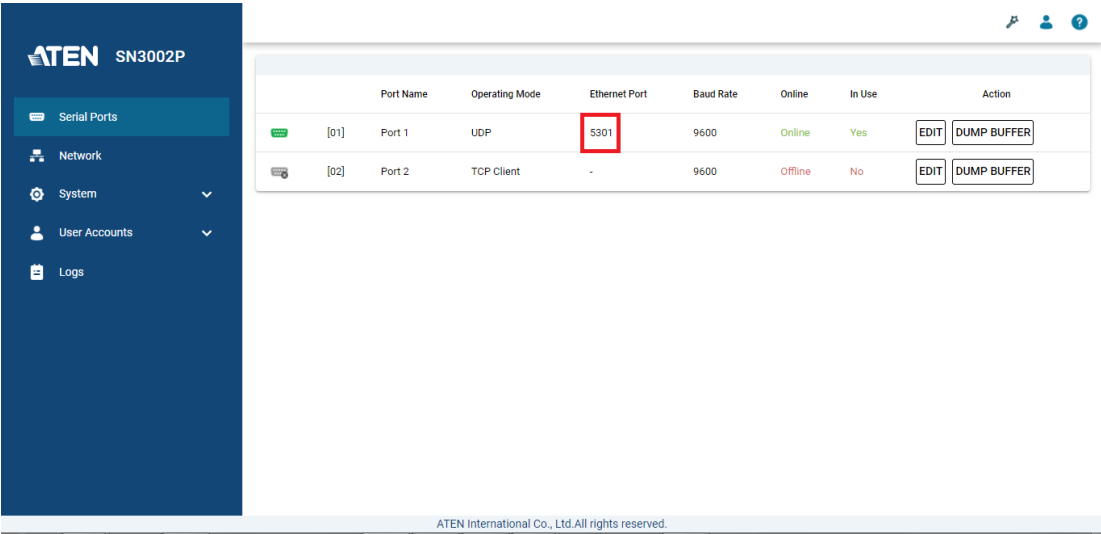 ATEN SN3002P
Serial Ports
Network
System
User Accounts
Logs
Port Name Operating Mode Ethernet Port Baud Rate Online In Use Action
[01] Port 1 UDP 5301 9600 Online Yes EDIT DUMP BUFFER
[02] Port 2 TCP Client - 9600 Offline No EDIT DUMP BUFFER
ATEN International Co., Ltd.All rights reserved.